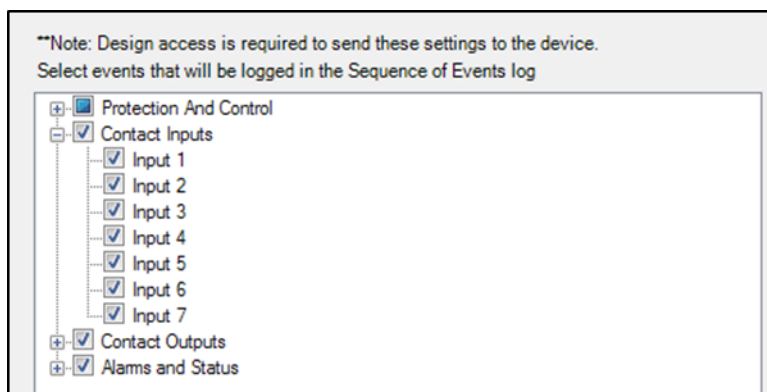 **Note: Design access is required to send these settings to the device.
Select events that will be logged in the Sequence of Events log
Protection And Control
Contact Inputs
Input 1
Input 2
Input 3
Input 4
Input 5
Input 6
Input 7
Contact Outputs
Alarms and Status